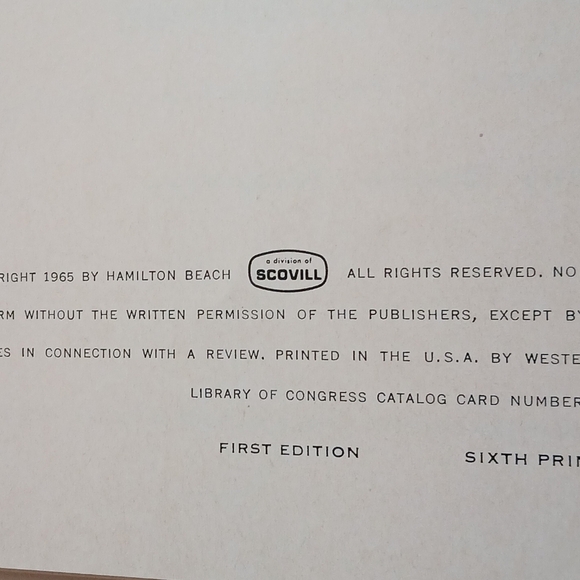 RIGHT 1965 BY HAMILTON BEACH a division of SCOVILL ALL RIGHTS RESERVED. NO
RM WITHOUT THE WRITTEN PERMISSION OF THE PUBLISHERS, EXCEPT BY
ES IN CONNECTION WITH A REVIEW. PRINTED IN THE U.S.A. BY WESTE
LIBRARY OF CONGRESS CATALOG CARD NUMBER
FIRST EDITION SIXTH PRIN